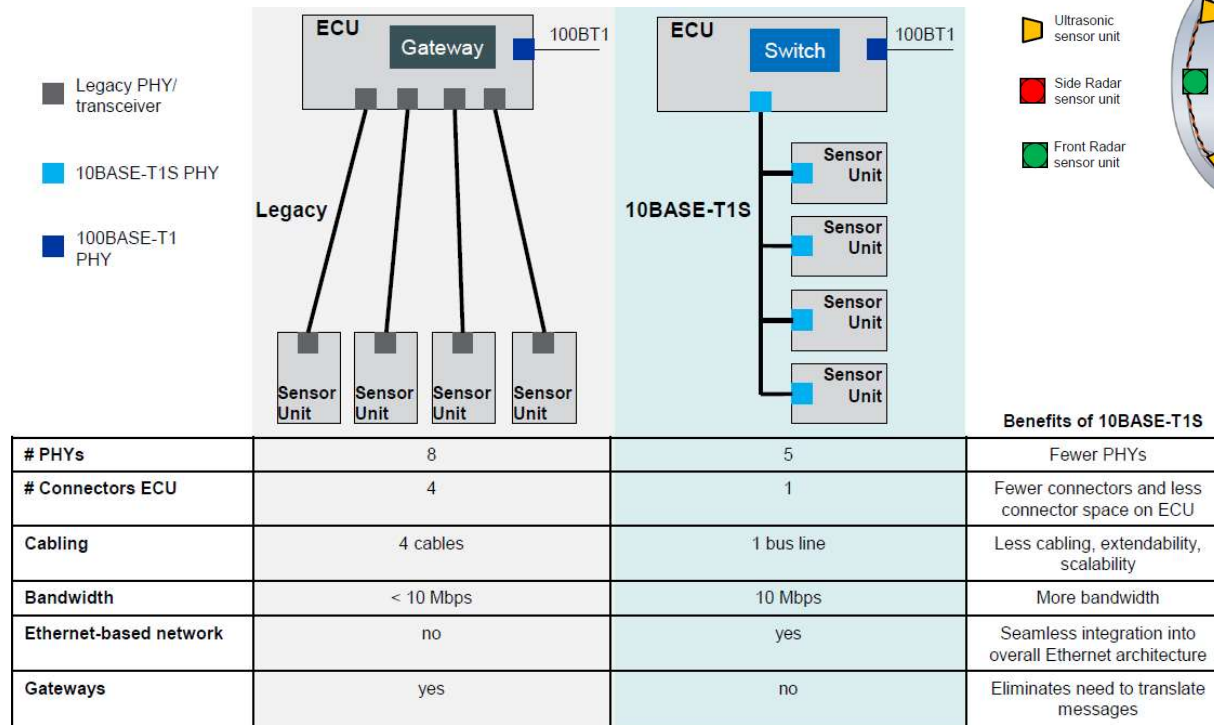 Legacy PHY/
transceiver
10BASE-T1S PHY
100BASE-T1
PHY
ECU
Gateway
100BT1
Legacy
Sensor
Unit
Sensor
Unit
Sensor
Unit
Sensor
Unit
ECU
Switch
100BT1
10BASE-T1S
Sensor
Unit
Sensor
Unit
Sensor
Unit
Sensor
Unit
Ultrasonic
sensor unit
Side Radar
sensor unit
Front Radar
sensor unit
Benefits of 10BASE-T1S
# PHYs 8 5 Fewer PHYs
# Connectors ECU 4 1 Fewer connectors and less
connector space on ECU
Cabling 4 cables 1 bus line Less cabling, extendability,
scalability
Bandwidth < 10 Mbps 10 Mbps More bandwidth
Ethernet-based network no yes Seamless integration into
overall Ethernet architecture
Gateways yes no Eliminates need to translate
messages